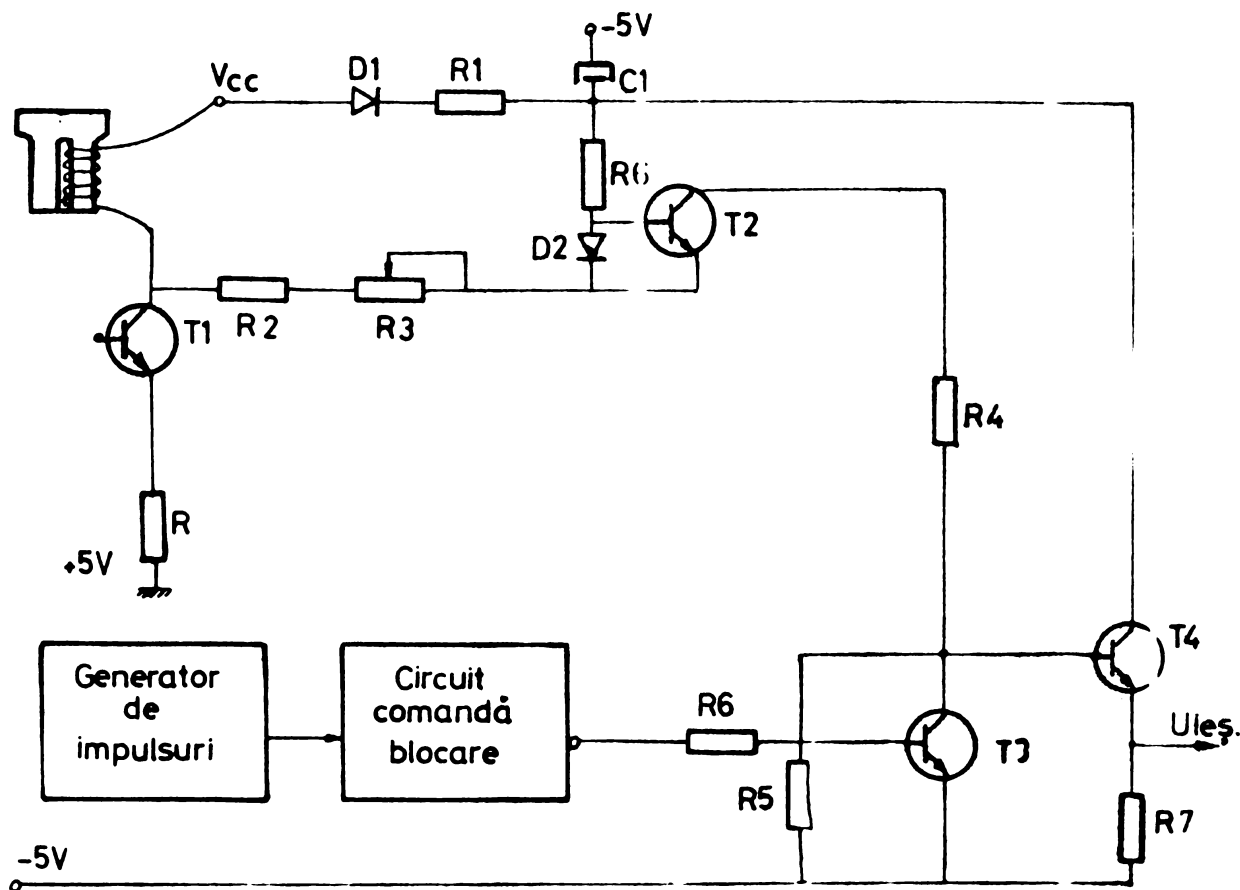 -5V
D1
R1
C1
Vcc
R6
T2
D2
R2
R3
T1
R4
R
+5V
T4
Generator
de
impulsuri
Circuit
comandă
blocare
R6
T3
Uleș.
R5
R7
-5V